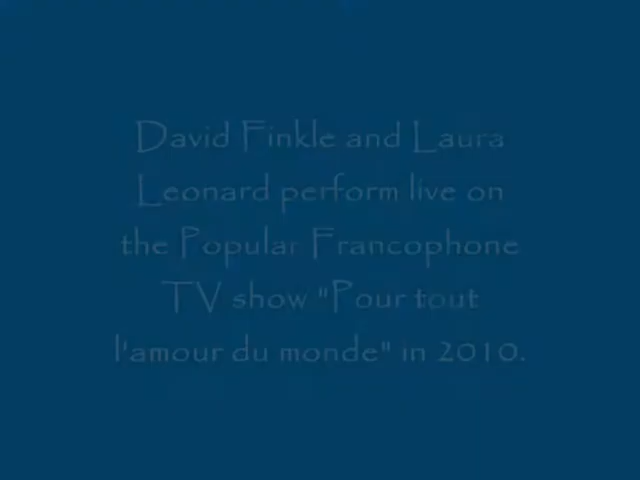 David Finkle and Laura
Leonard perform live on
the Popular Francophone
TV show "Pour tout
l'amour du monde" in 2010.